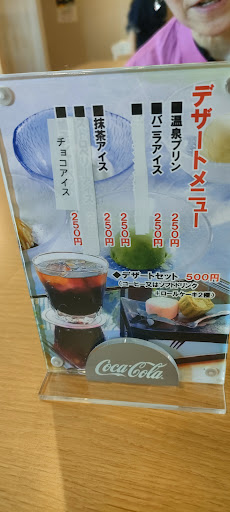 デザートメニュー
■温泉プリン 250円
■バニラアイス 250円
■ 250円
■抹茶アイス 250円
■
■チョコアイス 250円
◆デザートセット 500円
(コーヒー又はソフトドリンク
+ロールケーキ2種)
Coca-Cola